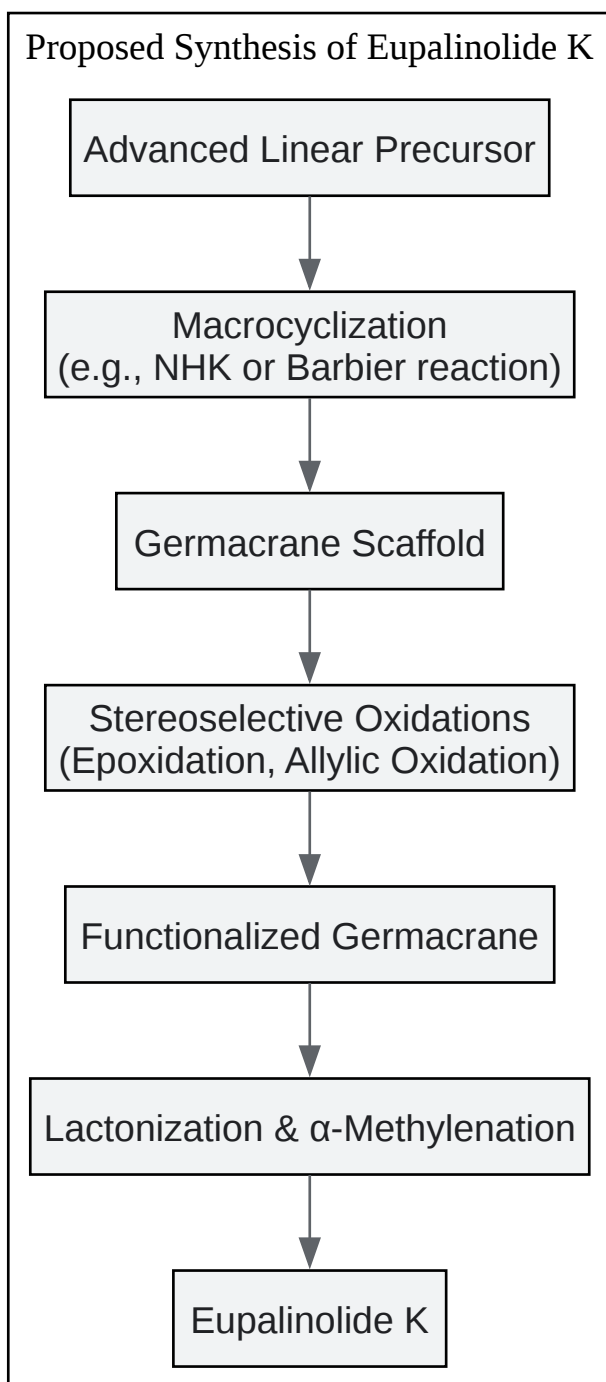 Proposed Synthesis of Eupalinolide K
Advanced Linear Precursor
Macrocyclization
(e.g., NHK or Barbier reaction)
Germacrane Scaffold
Stereoselective Oxidations
(Epoxidation, Allylic Oxidation)
Functionalized Germacrane
Lactonization & α-Methylenation
Eupalinolide K